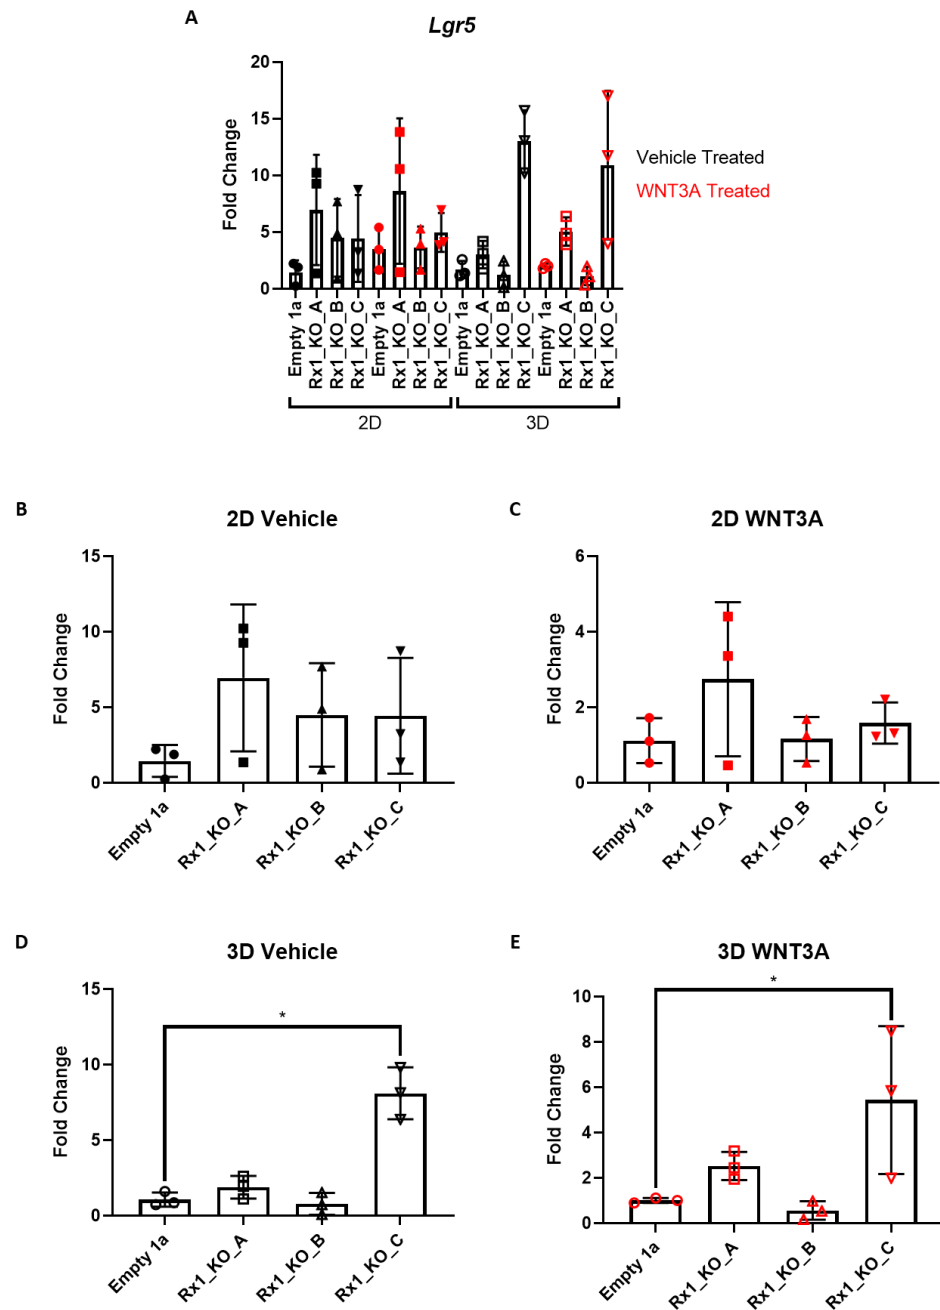 A
Lgr5
Fold Change
20
15
10
5
0
Vehicle Treated
WNT3A Treated
Empty 1a
Rx1_KO_A
Rx1_KO_B
Rx1_KO_C
Empty 1a
Rx1_KO_A
Rx1_KO_B
Rx1_KO_C
Empty 1a
Rx1_KO_A
Rx1_KO_B
Rx1_KO_C
Empty 1a
Rx1_KO_A
Rx1_KO_B
Rx1_KO_C
2D
3D
B
2D Vehicle
Fold Change
15
10
5
0
Empty 1a
Rx1_KO_A
Rx1_KO_B
Rx1_KO_C
C
2D WNT3A
Fold Change
6
4
2
0
Empty 1a
Rx1_KO_A
Rx1_KO_B
Rx1_KO_C
D
3D Vehicle
Fold Change
15
10
5
0
*
Empty 1a
Rx1_KO_A
Rx1_KO_B
Rx1_KO_C
E
3D WNT3A
Fold Change
10
8
6
4
2
0
*
Empty 1a
Rx1_KO_A
Rx1_KO_B
Rx1_KO_C